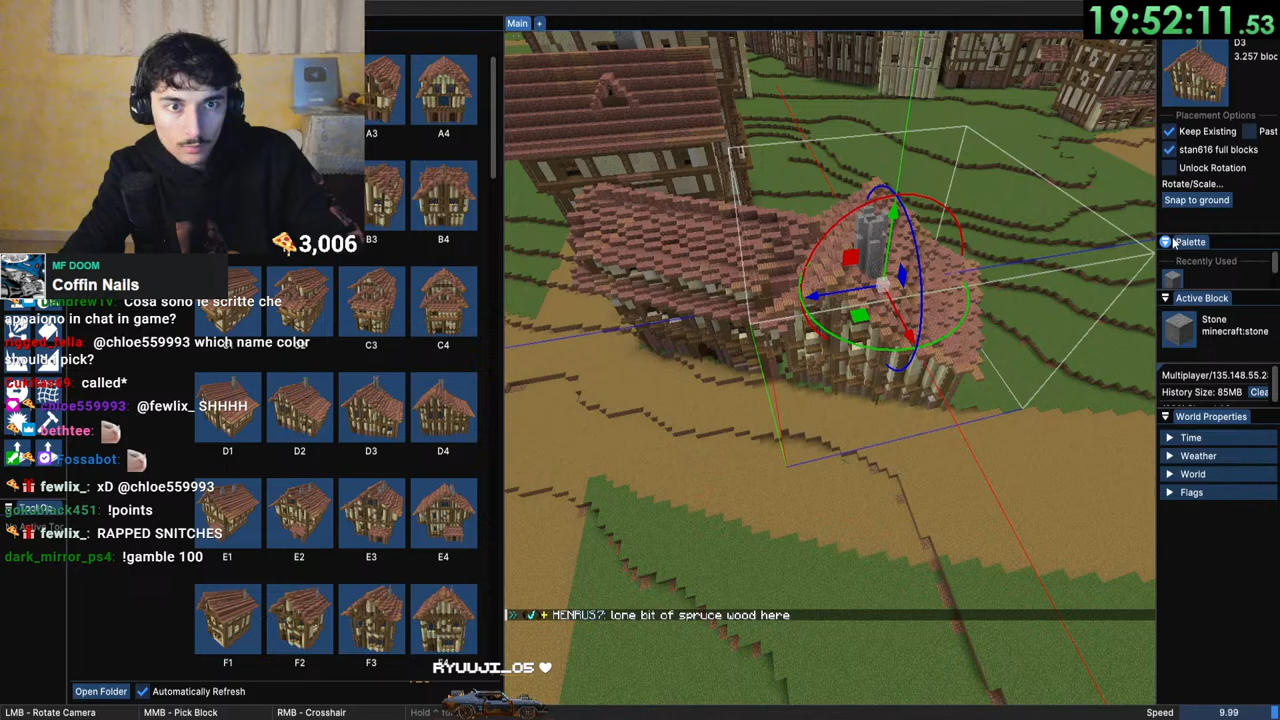 19:52:11.53
Main +
D3
3.257 bloc
Placement Options
Keep Existing Past
stan616 full blocks
Unlock Rotation
Rotate/Scale...
Snap to ground
Palette
Recently Used
Active Block
Stone
minecraft:stone
Multiplayer/135.148.55.2
History Size: 85MB Clea
World Properties
Time
Weather
World
Flags
A3 A4
B3 B4
3,006
MF DOOM
Coffin Nails
Cosa sono le scritte che
appaiono in chat in game?
C3 C4
rigged_fella @chloe559993 which name color
should i pick?
Cukitas69: called*
chloe559993: @fewlix_ SHHHH
bethtee:
D1 D2 D3 D4
Fossabot:
fewlix_: xD @chloe559993
gokublack451: !points
fewlix_: RAPPED SNITCHES
dark_mirror_ps4: !gamble 100
E1 E2 E3 E4
F1 F2 F3
HENRUS7: lone bit of spruce wood here
RYUUJI_05 ♥
Open Folder Automatically Refresh
LMB - Rotate Camera MMB - Pick Block RMB - Crosshair Hold
Speed 9.99